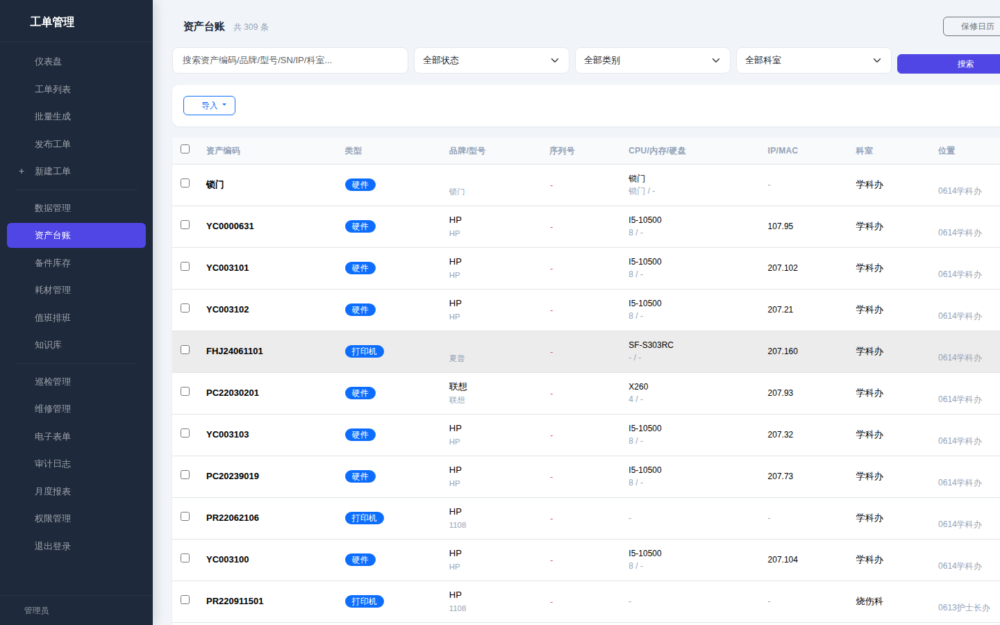 工单管理
仪表盘
工单列表
批量生成
发布工单
+ 新建工单
数据管理
资产台账
备件库存
耗材管理
值班排班
知识库
巡检管理
维修管理
电子表单
审计日志
月度报表
权限管理
退出登录
管理员
资产台账 共 309 条
保修日历
搜索资产编码/品牌/型号/SN/IP/科室...
全部状态
全部类别
全部科室
搜索
导入
资产编码 类型 品牌/型号 序列号 CPU/内存/硬盘 IP/MAC 科室 位置
锁门 硬件 锁门 - 锁门 - 学科办 0614学科办
锁门 / -
YC0000631 硬件 HP - I5-10500 107.95 学科办 0614学科办
HP 8 / -
YC003101 硬件 HP - I5-10500 207.102 学科办 0614学科办
HP 8 / -
YC003102 硬件 HP - I5-10500 207.21 学科办 0614学科办
HP 8 / -
FHJ24061101 打印机 夏普 - SF-S303RC 207.160 学科办 0614学科办
- / -
PC22030201 硬件 联想 - X260 207.93 学科办 0614学科办
联想 4 / -
YC003103 硬件 HP - I5-10500 207.32 学科办 0614学科办
HP 8 / -
PC20239019 硬件 HP - I5-10500 207.73 学科办 0614学科办
HP 8 / -
PR22062106 打印机 HP - - - 学科办 0614学科办
1108
YC003100 硬件 HP - I5-10500 207.104 学科办 0614学科办
HP 8 / -
PR220911501 打印机 HP - - - 烧伤科 0613护士长办
1108